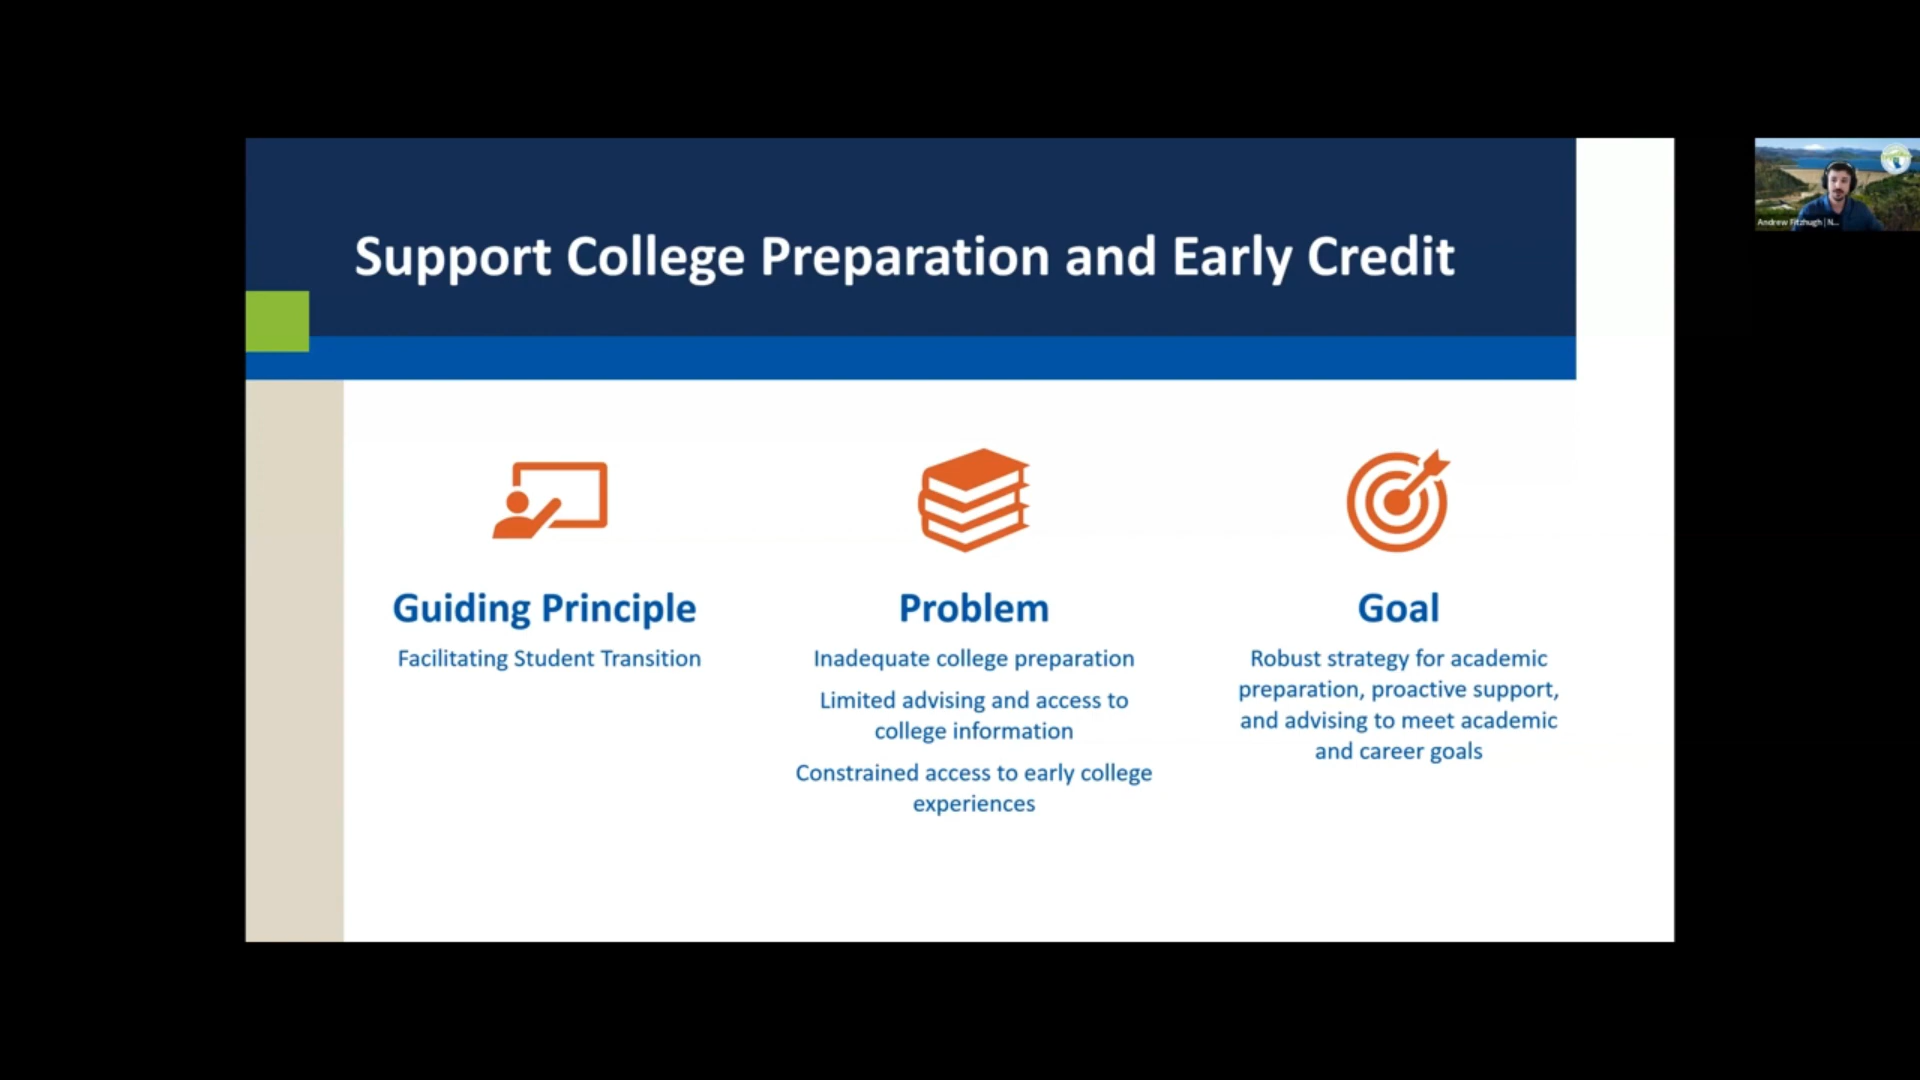 Support College Preparation and Early Credit
Guiding Principle
Facilitating Student Transition
Problem
Inadequate college preparation
Limited advising and access to
college information
Constrained access to early college
experiences
Goal
Robust strategy for academic
preparation, proactive support,
and advising to meet academic
and career goals
Andrew Fitzhugh | N...